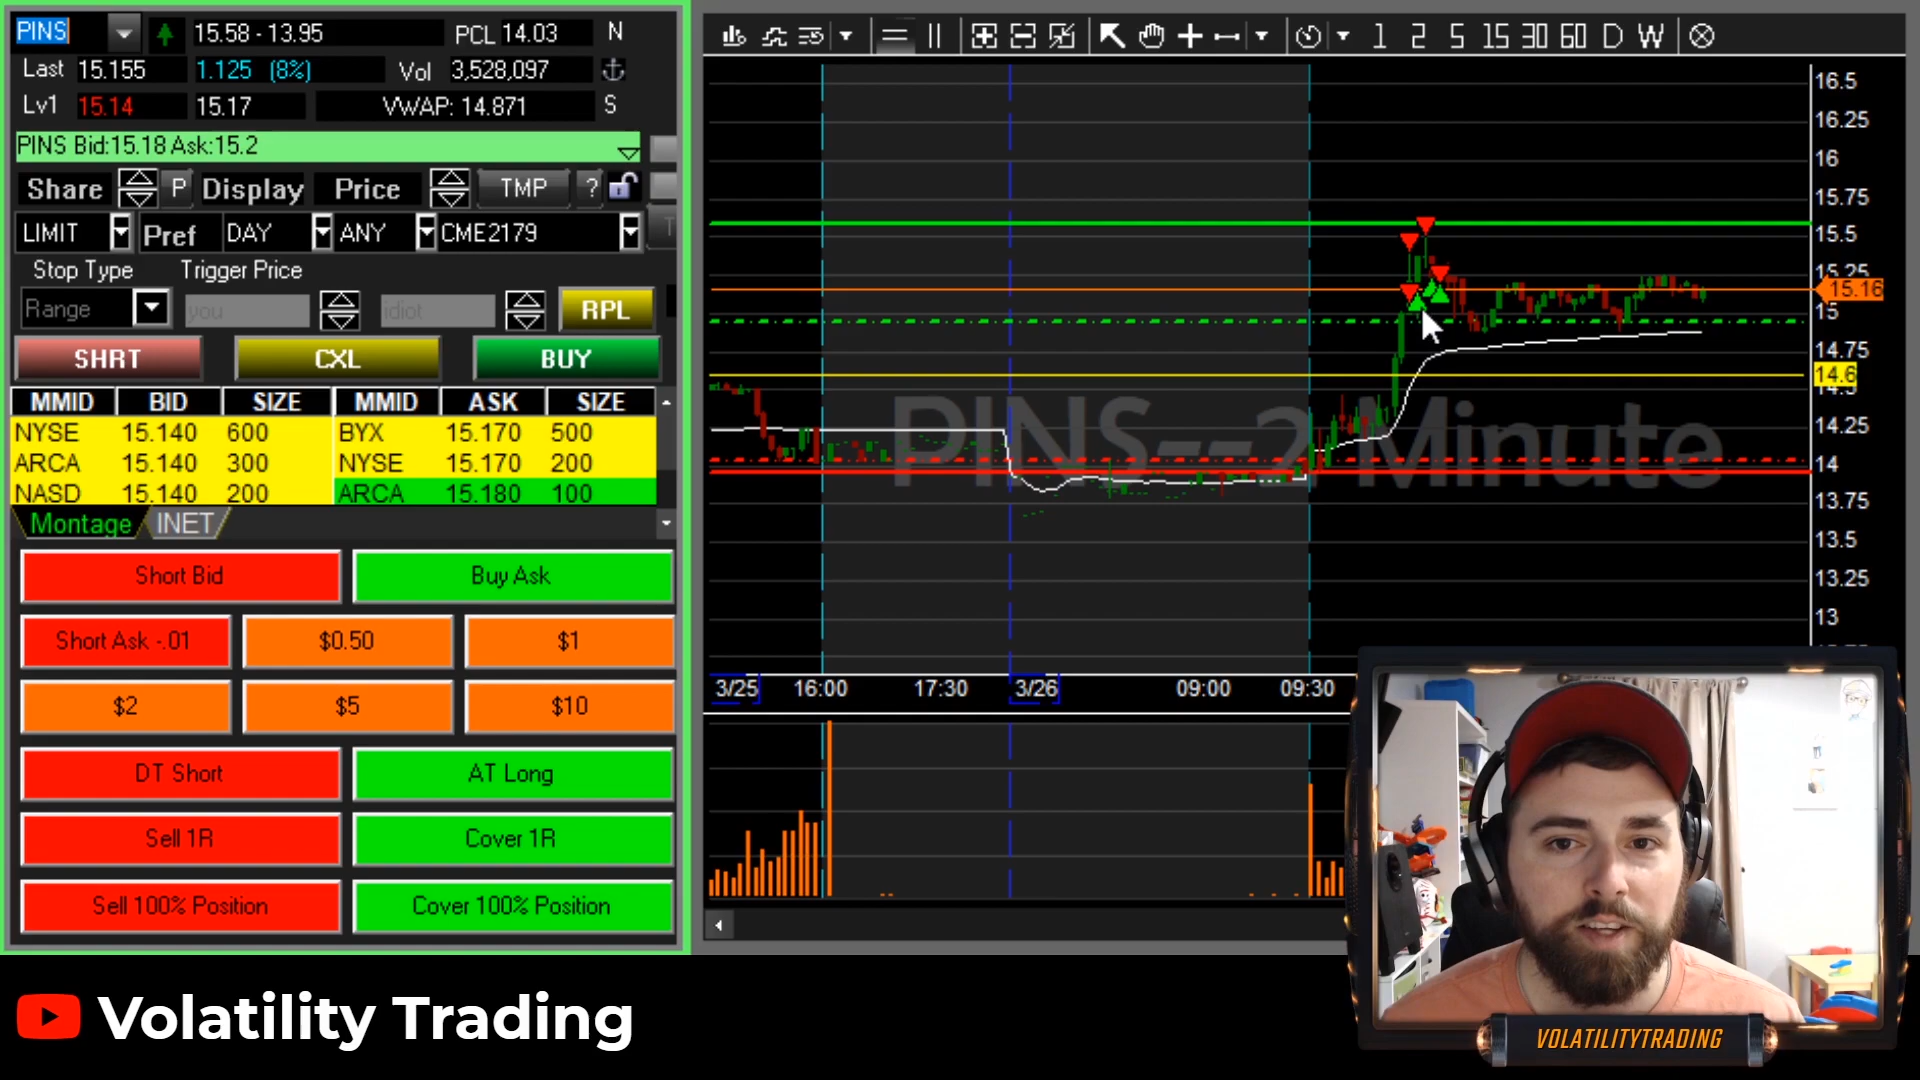 PINS 15.58 - 13.95 PCL 14.03 N
Last 15.155 1.125 (8%) Vol 3,528,097
Lv1 15.14 15.17 VWAP: 14.871 S
PINS Bid:15.18 Ask:15.2
Share P Display Price TMP ?
LIMIT Pref DAY ANY CME2179
Stop Type Trigger Price
Range you idiot RPL
SHRT CXL BUY
MMID BID SIZE MMID ASK SIZE
NYSE 15.140 600 BYX 15.170 500
ARCA 15.140 300 NYSE 15.170 200
NASD 15.140 200 ARCA 15.180 100
Montage INET
Short Bid Buy Ask
Short Ask -.01 $0.50 $1
$2 $5 $10
DT Short AT Long
Sell 1R Cover 1R
Sell 100% Position Cover 100% Position
1 2 5 15 30 60 D W
16.5
16.25
16
15.75
15.5
15.25
15.16
15
14.75
14.6
14.5
14.25
14
13.75
13.5
13.25
13
PINS--2 Minute
3/25 16:00 17:30 3/26 09:00 09:30
Volatility Trading
VOLATILITYTRADING